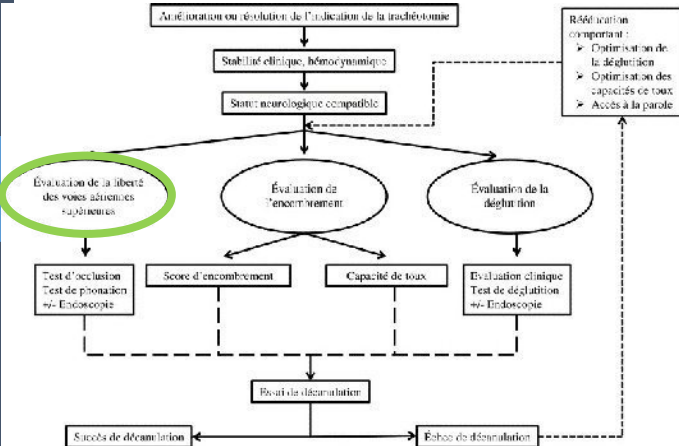 Amélioration ou résolution de l'indication de la trachéotomie
Stabilité clinique, hémodynamique
Statut neurologique compatible
Rééducation
comportant :
➢ Optimisation de
la déglutition
➢ Optimisation des
capacités de toux
➢ Accès à la parole
Évaluation de la liberté
des voies aériennes
supérieures
Évaluation de
l'encombrement
Évaluation de la
déglutition
Test d'occlusion
Test de phonation
+/- Endoscopie
Score d'encombrement
Capacité de toux
Evaluation clinique
Test de déglutition
+/- Endoscopie
Essai de décanulation
Succès de décanulation
Échec de décanulation